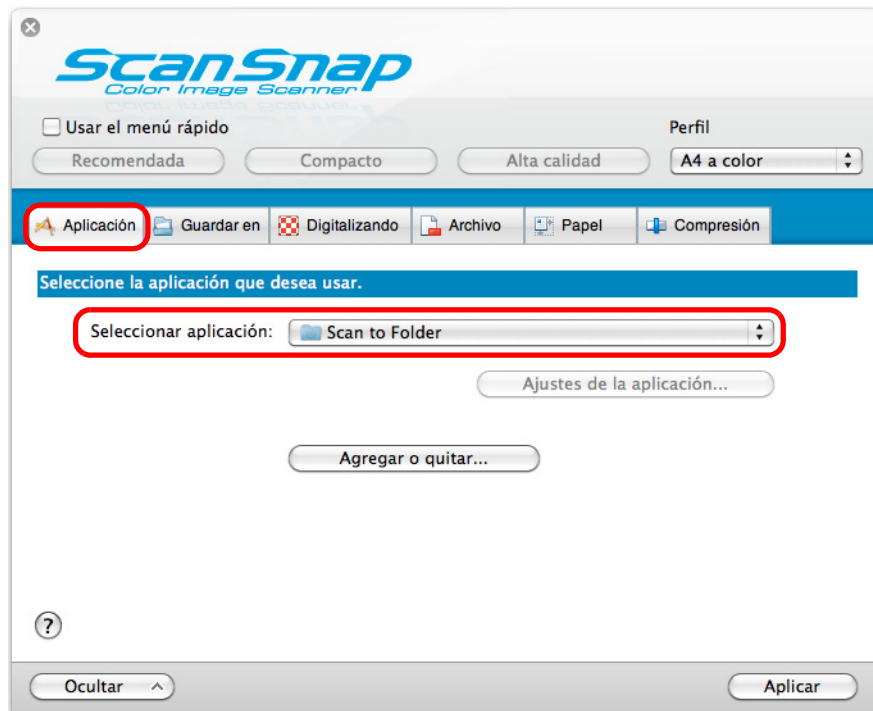 ScanSnap
Color Image Scanner
Usar el menú rápido
Perfil
Recomendada Compacto Alta calidad A4 a color
Aplicación Guardar en Digitalizando Archivo Papel Compresión
Seleccione la aplicación que desea usar.
Seleccionar aplicación: Scan to Folder
Ajustes de la aplicación...
Agregar o quitar...
?
Ocultar Aplicar